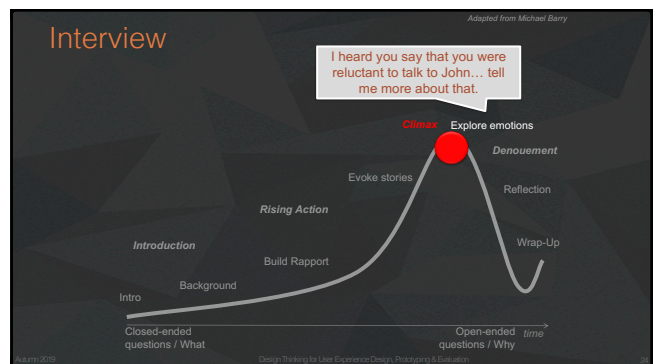 Adapted from Michael Barry
Interview
I heard you say that you were
reluctant to talk to John… tell
me more about that.
Climax
Explore emotions
Denouement
Evoke stories
Reflection
Rising Action
Introduction
Wrap-Up
Build Rapport
Background
Intro
Closed-ended
questions / What
Open-ended
questions / Why
time
Autumn 2019
Design Thinking for User Experience Design, Prototyping & Evaluation